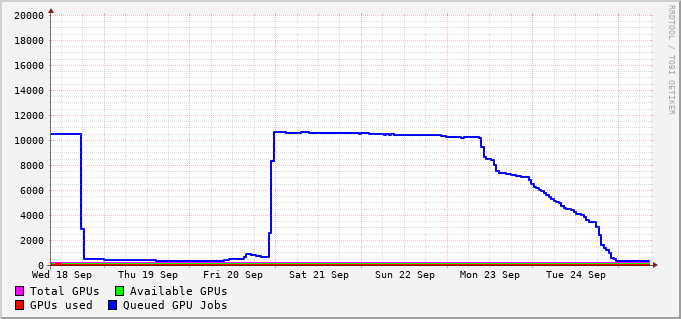 20000
18000
16000
14000
12000
10000
8000
6000
4000
2000
0
Wed 18 Sep Thu 19 Sep Fri 20 Sep Sat 21 Sep Sun 22 Sep Mon 23 Sep Tue 24 Sep
Total GPUs Available GPUs
GPUs used Queued GPU Jobs
RRDTOOL / TOBI OETIKER